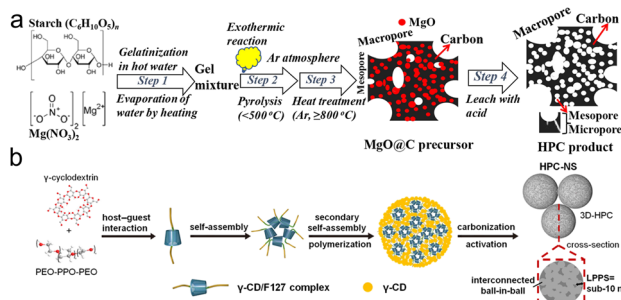 a
Starch (C6H10O5)n
Mg(NO3)2
Gelatinization
in hot water
Step 1
Evaporation of
water by heating
Gel
mixture
Exothermic
reaction
Step 2
Pyrolysis
(<500 °C)
Ar atmosphere
Step 3
Heat treatment
(Ar, ≥800 °C)
MgO
Macropore
Carbon
Mesopore
MgO@C precursor
Step 4
Leach with
acid
Macropore
Carbon
Mesopore
Micropore
HPC product
b
γ-cyclodextrin
+
PEO-PPO-PEO
host–guest
interaction
self-assembly
secondary
self-assembly
polymerization
carbonization
activation
γ-CD/F127 complex
γ-CD
HPC-NS
3D-HPC
cross-section
interconnected
ball-in-ball
LPPS=
sub-10 n